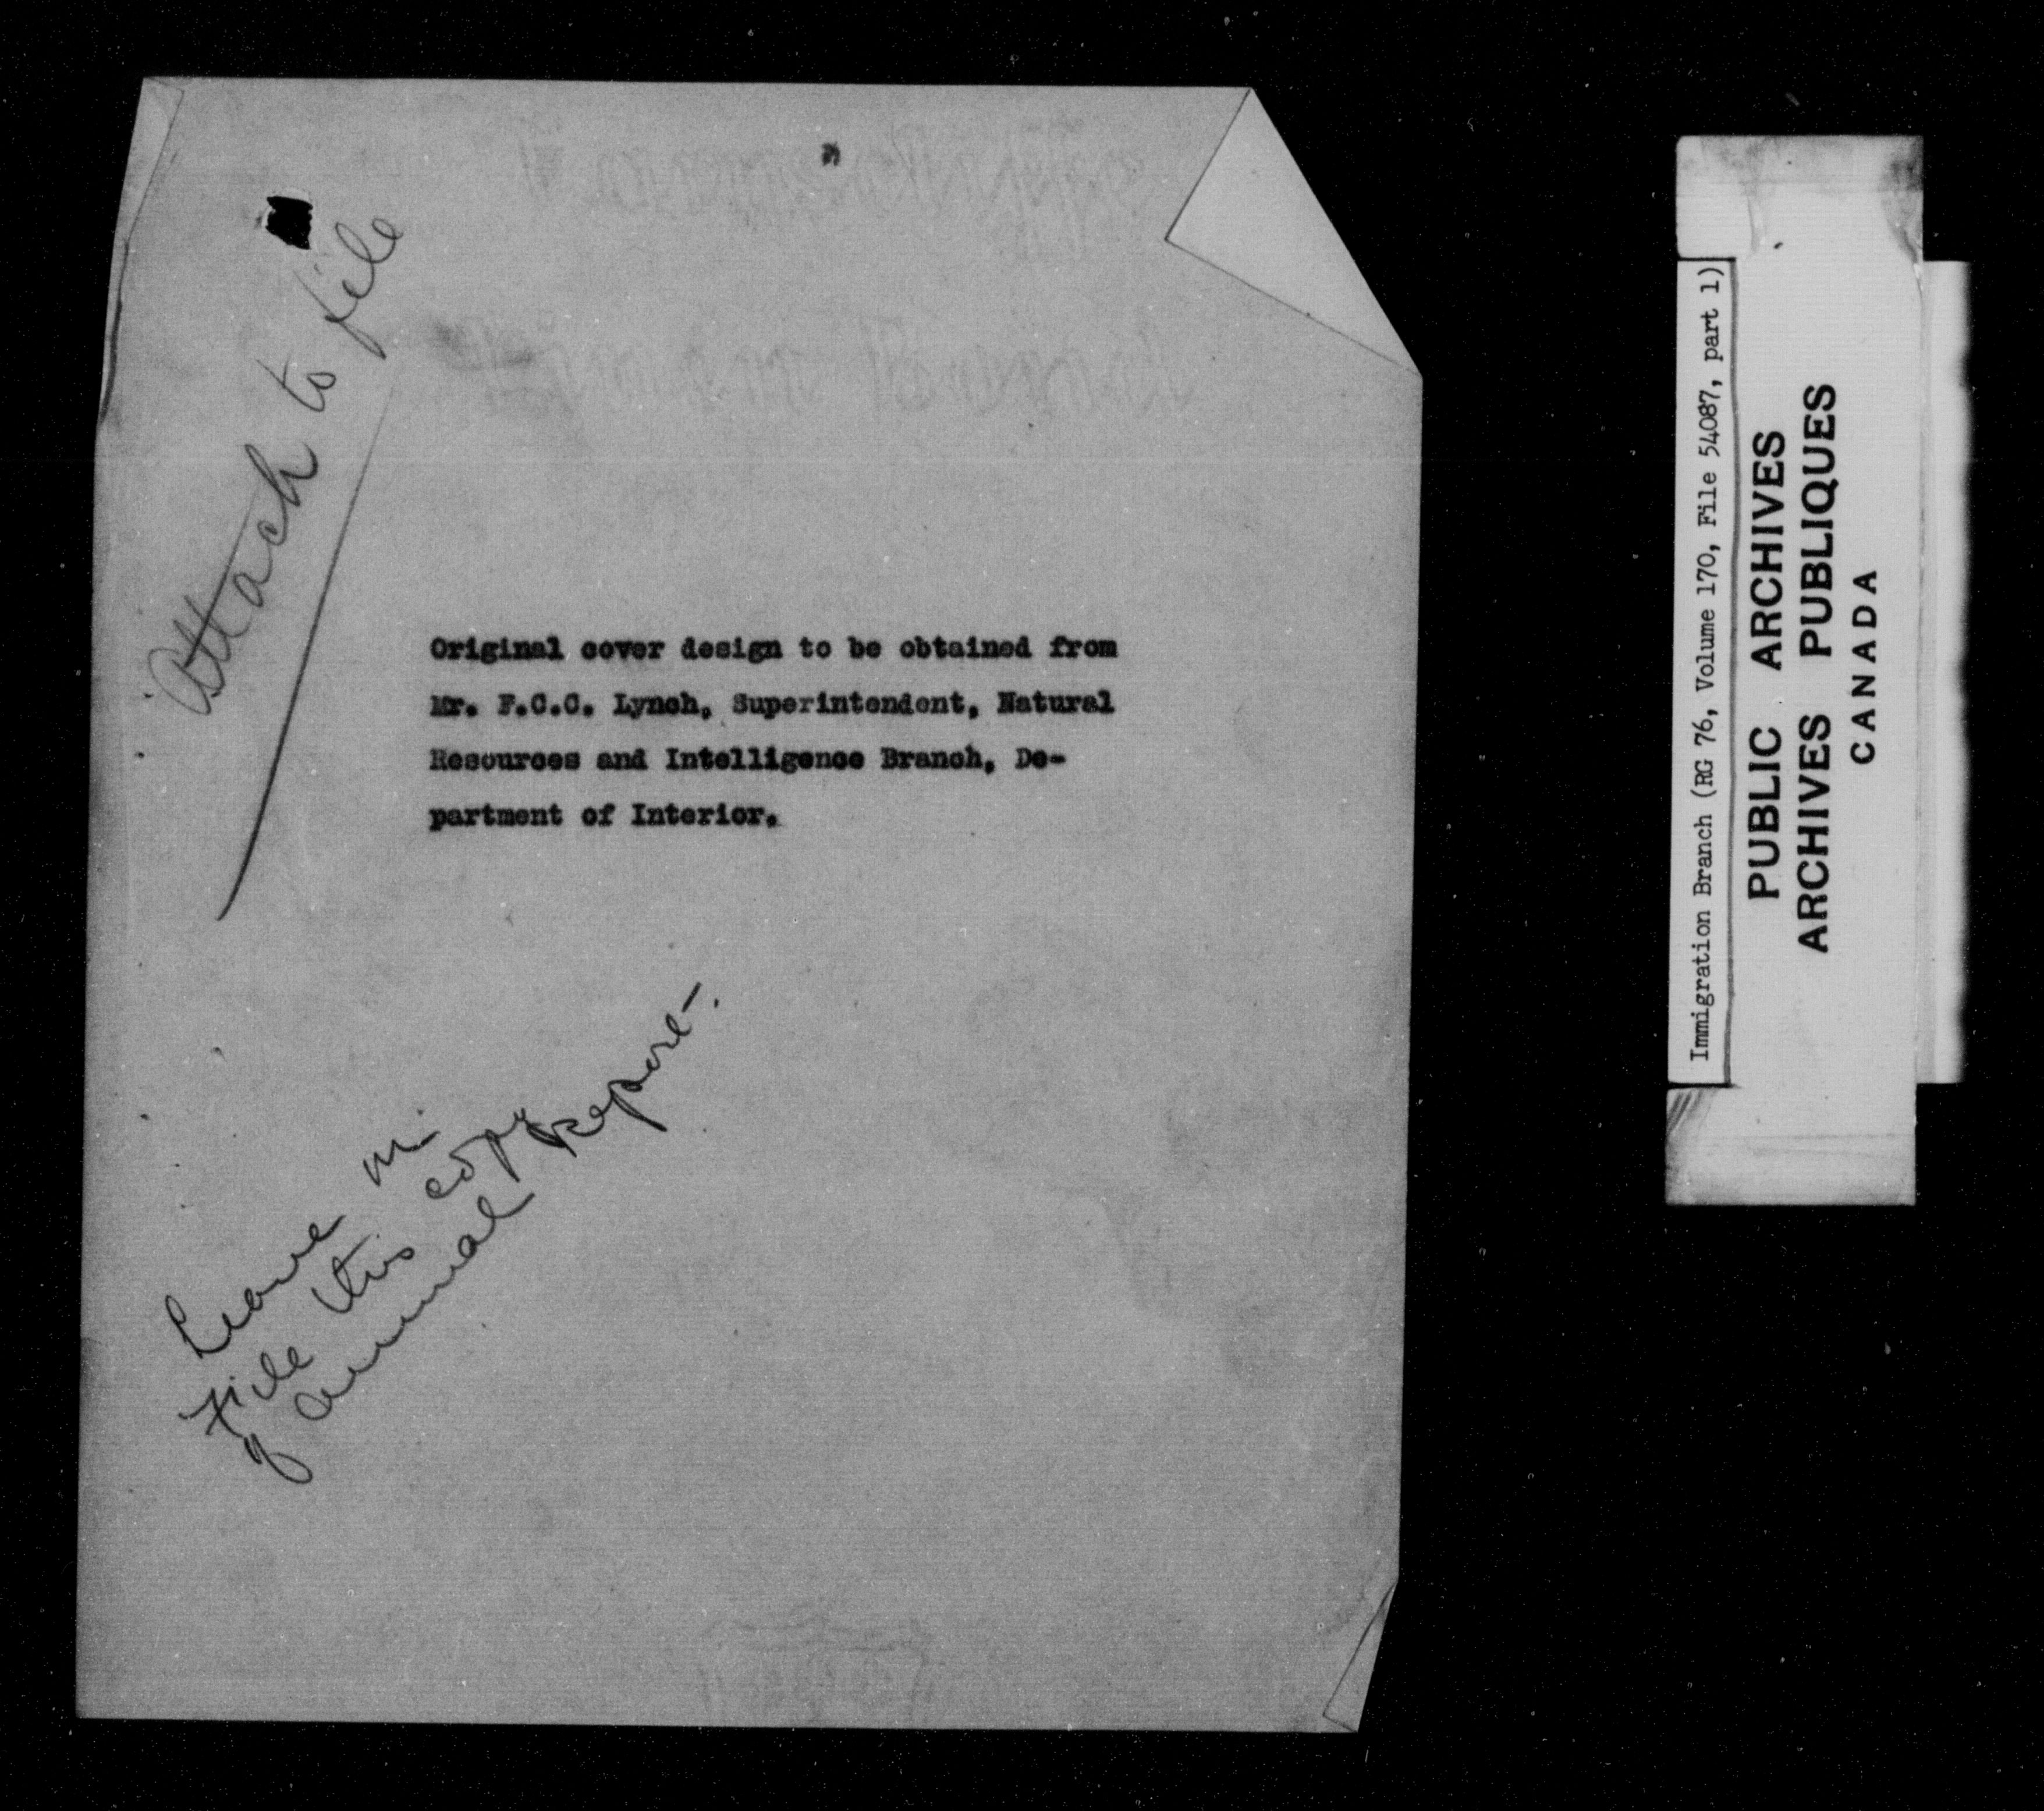 Attach to file
Original cover design to be obtained from
Mr. F.C.C. Lynch, Superintendent, Natural
Resources and Intelligence Branch, De-
partment of Interior.
Leave in
file this copy
of annual report.
Immigration Branch (RG 76, Volume 170, File 54087, part 1)
PUBLIC ARCHIVES
ARCHIVES PUBLIQUES
CANADA